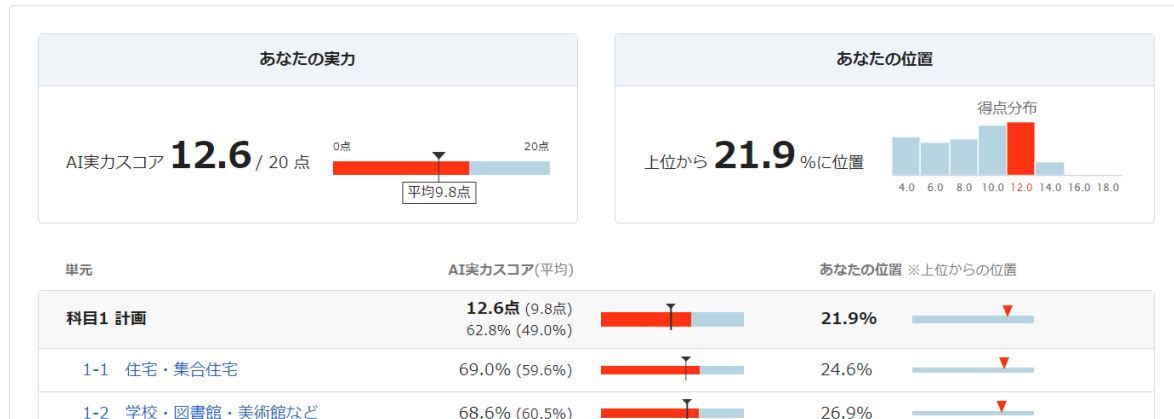 あなたの実力
あなたの位置
得点分布
AI実力スコア 12.6 / 20 点
0点 20点
平均9.8点
上位から 21.9 %に位置
4.0 6.0 8.0 10.0 12.0 14.0 16.0 18.0
単元 AI実力スコア(平均) あなたの位置 ※上位からの位置
科目1 計画 12.6点 (9.8点) 21.9%
62.8% (49.0%)
1-1 住宅・集合住宅 69.0% (59.6%) 24.6%
1-2 学校・図書館・美術館など 68.6% (60.5%) 26.9%